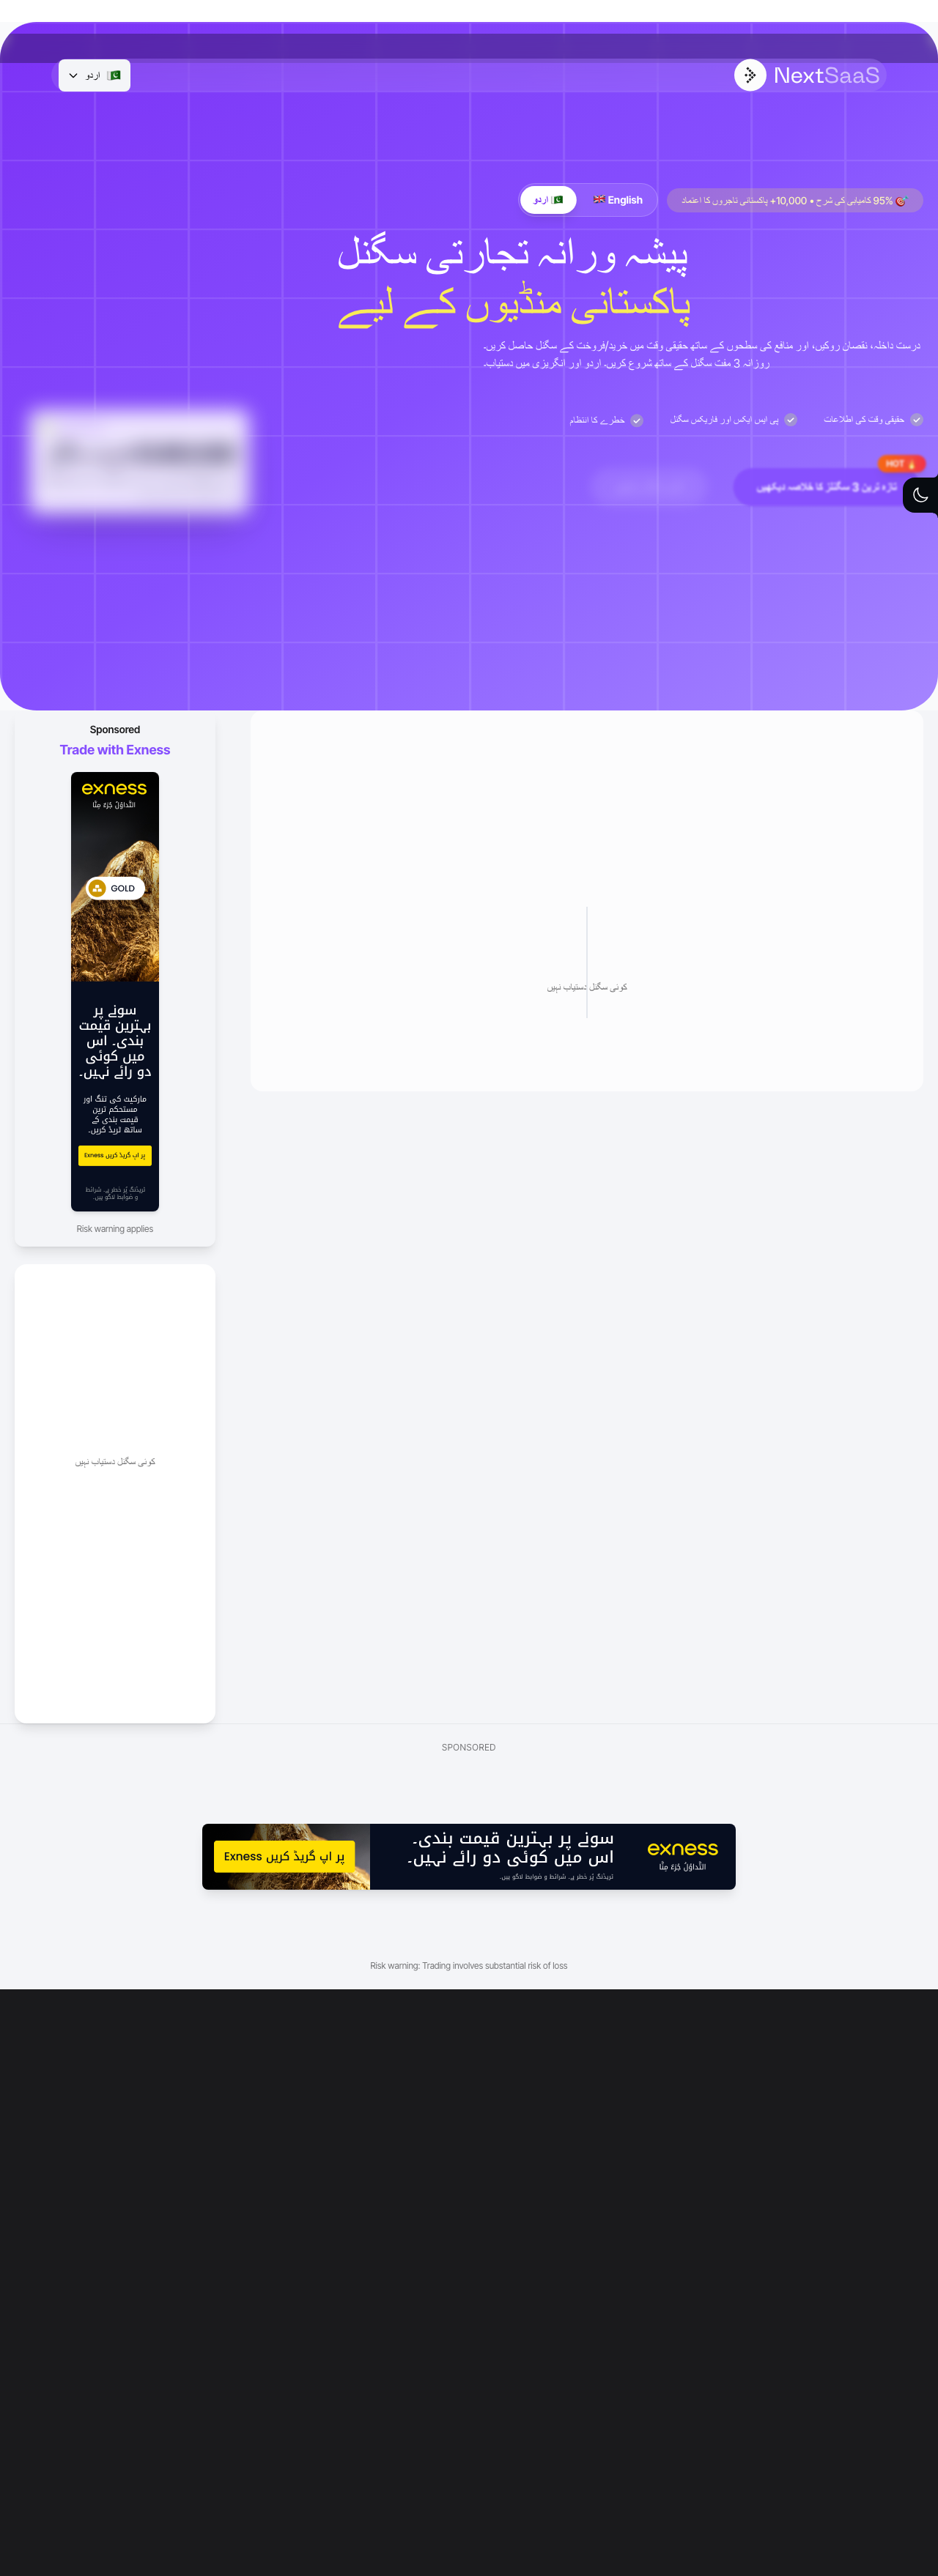 NextSaaS
اردو
🎯 95% کامیابی کی شرح • 10,000+ پاکستانی تاجروں کا اعتماد
English
اردو
پیشہ ورانہ تجارتی سگنل
پاکستانی منڈیوں کے لیے
درست داخلہ، نقصان روکیں، اور منافع کی سطحوں کے ساتھ حقیقی وقت میں خرید/فروخت کے سگنل حاصل کریں۔
روزانہ 3 مفت سگنل کے ساتھ شروع کریں۔ اردو اور انگریزی میں دستیاب۔
حقیقی وقت کی اطلاعات
پی ایس ایکس اور فاریکس سگنل
خطرے کا انتظام
HOT
تازہ ترین 3 سگنلز کا خلاصہ دیکھیں
Sponsored
Trade with Exness
exness
التَّداوُلُ جُزءٌ مِنَّا
GOLD
سونے پر
بہترین قیمت
بندی۔ اس
میں کوئی
دو رائے نہیں۔
مارکیٹ کی تنگ اور
مستحکم ترین
قیمت بندی کے
ساتھ ٹریڈ کریں۔
Exness پر اپ گریڈ کریں
ٹریڈنگ پُر خطر ہے۔ شرائط
و ضوابط لاگو ہیں۔
Risk warning applies
کوئی سگنل دستیاب نہیں
کوئی سگنل دستیاب نہیں
SPONSORED
exness
التَّداوُلُ جُزءٌ مِنَّا
سونے پر بہترین قیمت بندی۔
اس میں کوئی دو رائے نہیں۔
ٹریڈنگ پُر خطر ہے۔ شرائط و ضوابط لاگو ہیں۔
Exness پر اپ گریڈ کریں
Risk warning: Trading involves substantial risk of loss